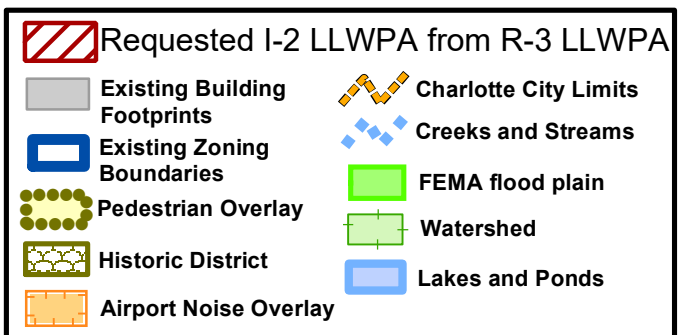 Requested I-2 LLWPA from R-3 LLWPA
Existing Building
Footprints
Existing Zoning
Boundaries
Pedestrian Overlay
Historic District
Airport Noise Overlay
Charlotte City Limits
Creeks and Streams
FEMA flood plain
Watershed
Lakes and Ponds